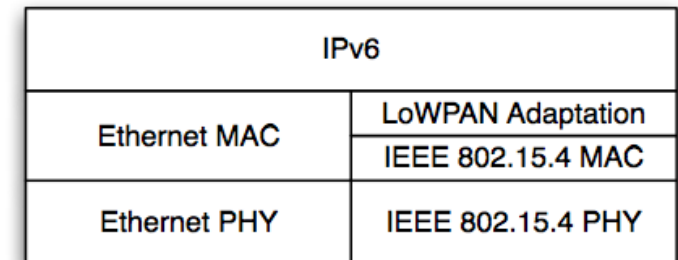 IPv6
Ethernet MAC
LoWPAN Adaptation
IEEE 802.15.4 MAC
Ethernet PHY
IEEE 802.15.4 PHY